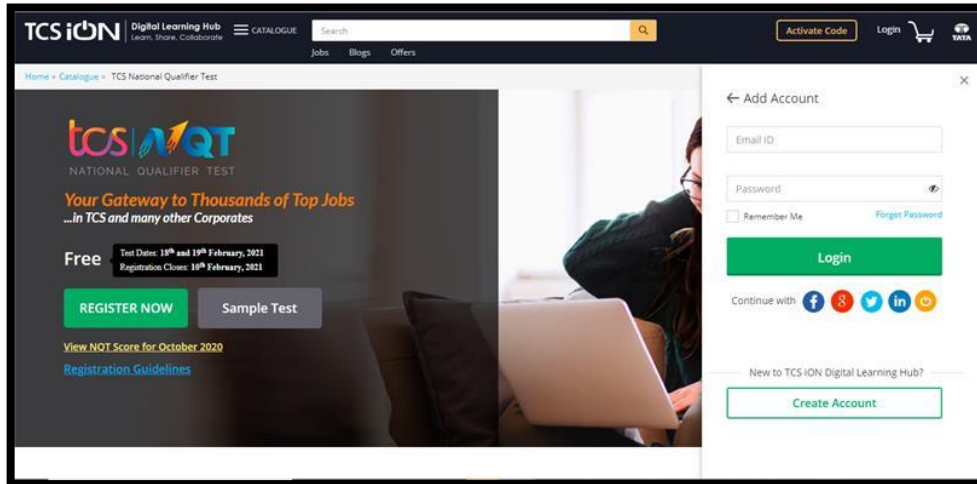 TCS iON Digital Learning Hub
Learn. Share. Collaborate
CATALOGUE
Search
Activate Code
Login
TATA
Jobs Blogs Offers
Home » Catalogue » TCS National Qualifier Test
tcs NQT
NATIONAL QUALIFIER TEST
Your Gateway to Thousands of Top Jobs
...in TCS and many other Corporates
Free
Test Dates: 18th and 19th February, 2021
Registration Closes: 10th February, 2021
REGISTER NOW
Sample Test
View NQT Score for October 2020
Registration Guidelines
← Add Account
Email ID
Password
Remember Me
Forgot Password
Login
Continue with
New to TCS iON Digital Learning Hub?
Create Account